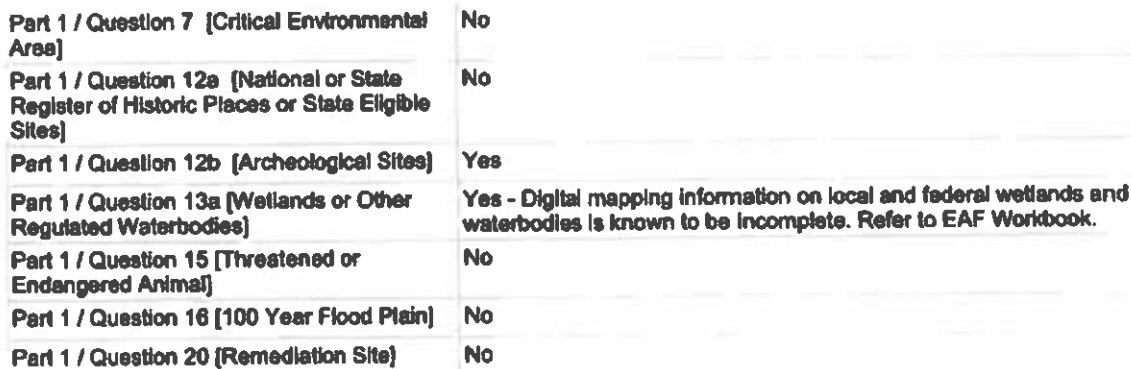 Part 1 / Question 7 [Critical Environmental Area] No
Part 1 / Question 12a [National or State Register of Historic Places or State Eligible Sites] No
Part 1 / Question 12b [Archeological Sites] Yes
Part 1 / Question 13a [Wetlands or Other Regulated Waterbodies] Yes - Digital mapping information on local and federal wetlands and waterbodies is known to be incomplete. Refer to EAF Workbook.
Part 1 / Question 15 [Threatened or Endangered Animal] No
Part 1 / Question 16 [100 Year Flood Plain] No
Part 1 / Question 20 [Remediation Site] No